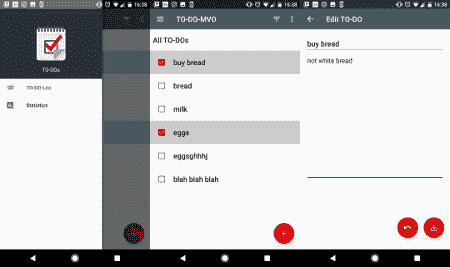 16:38
TO-DOs
TO-DO List
Statistics
16:38
TO-DO-MVO
All TO-DOs
buy bread
bread
milk
eggs
eggsghhhj
blah blah blah
16:38
Edit TO-DO
buy bread
not white bread